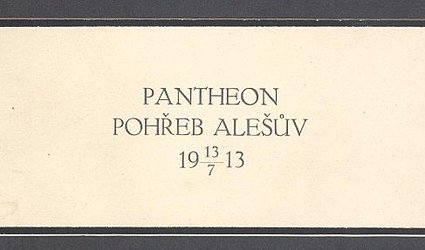 PANTHEON
POHŘEB ALEŠŮV
19 13/7 13